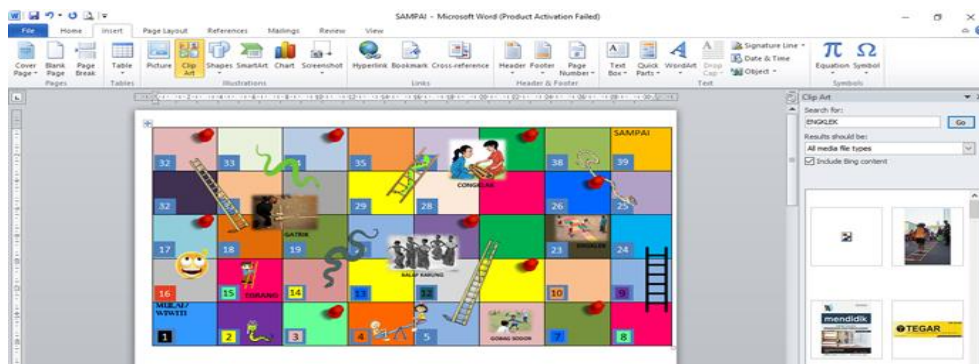 SAMPAI - Microsoft Word (Product Activation Failed)
File Home Insert Page Layout References Mailings Review View
Cover Page Blank Page Page Break Table Picture Clip Art Shapes SmartArt Chart Screenshot Hyperlink Bookmark Cross-reference Header Footer Page Number Text Box Quick Parts WordArt Drop Cap Signature Line Date & Time Object Equation Symbol
Pages Tables Illustrations Links Header & Footer Text Symbols
Clip Art
Search for:
ENGKLEK Go
Results should be:
All media file types
Include Bing content
SAMPAI
32 33 35 38 39
CONGKLAK
32 29 28 26 25
GATRIK
17 18 19 23 24
ENGKLEK
BALAP KARUNG
16 15 14 13 12 10 9
EGRANG
MULAI/
WIWITI
1 2 3 4 5 7 8
GOBAG SODOR
mendidik
TEGAR